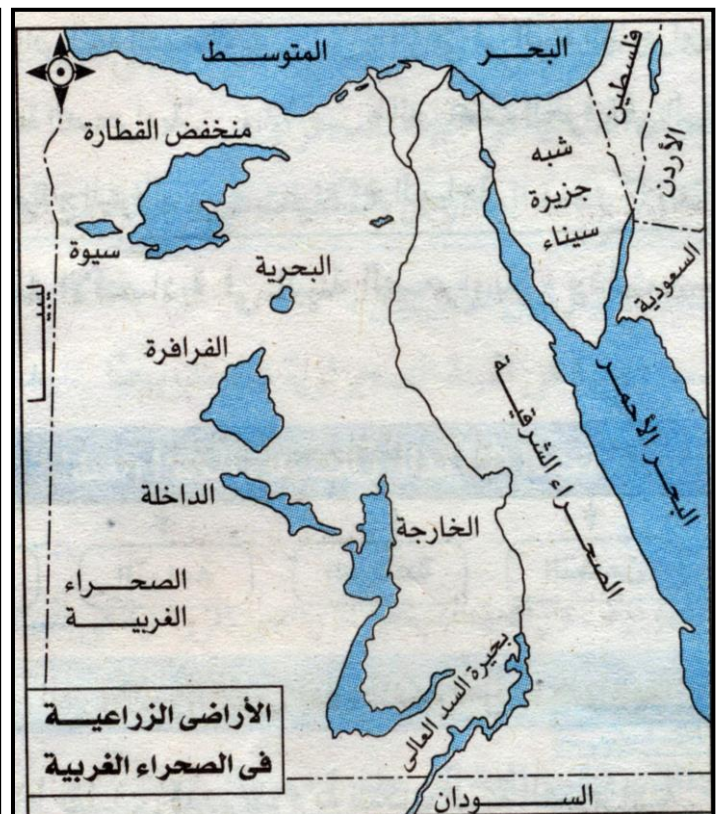 البحر
المتوسط
فلسطين
الأردن
منخفض القطارة
شبه
جزيرة
سيناء
سيوة
السعودية
البحرية
ليبيا
الفرافرة
البحر الأحمر
الصحراء الشرقية
الداخلة
الخارجة
الصحراء
الغربية
بحيرة السد العالى
الأراضى الزراعية
فى الصحراء الغربية
السودان